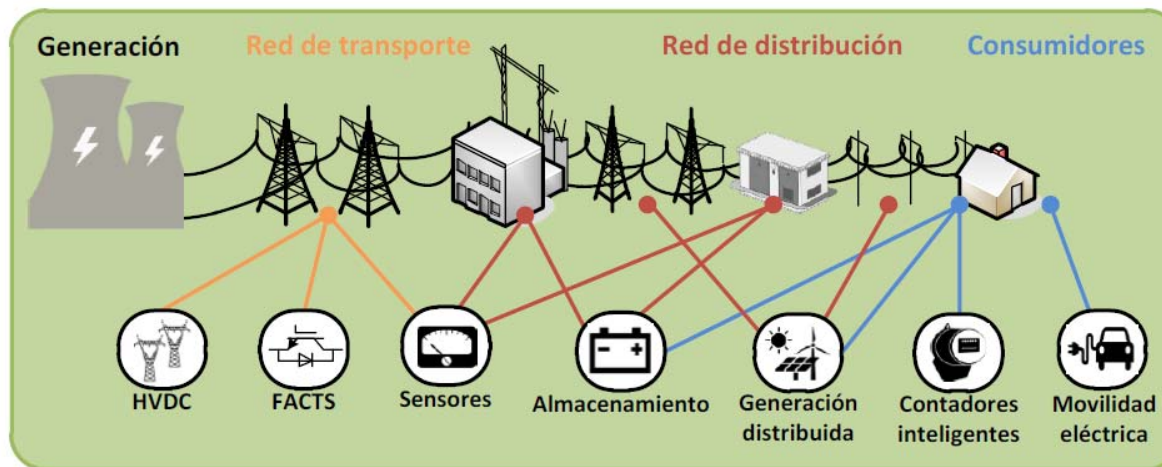 Generación
Red de transporte
Red de distribución
Consumidores
HVDC
FACTS
Sensores
Almacenamiento
Generación
distribuida
Contadores
inteligentes
Movilidad
eléctrica